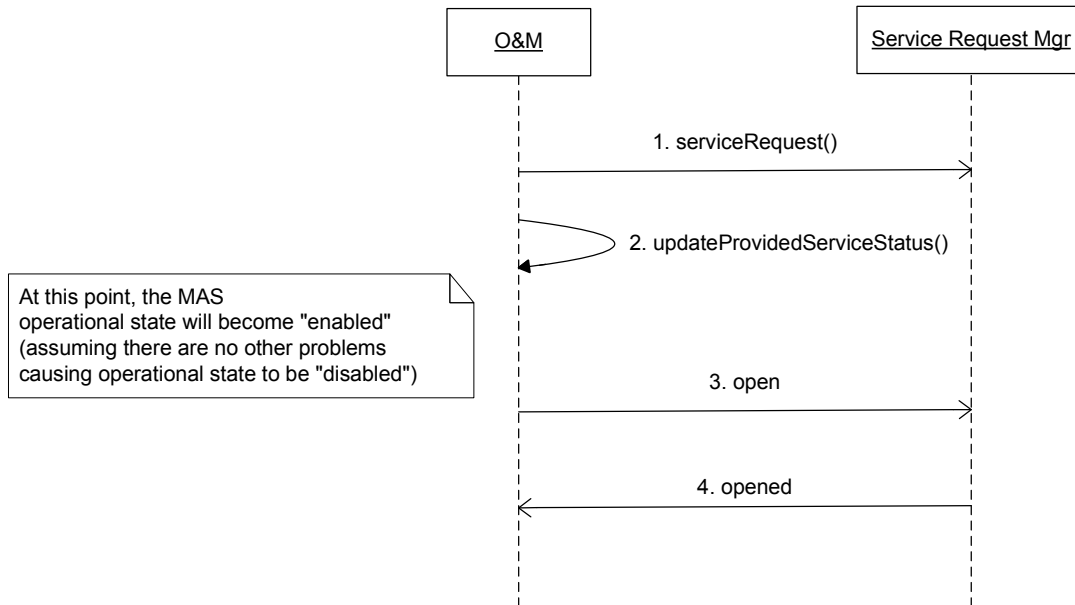 O&M
Service Request Mgr
1. serviceRequest()
2. updateProvidedServiceStatus()
At this point, the MAS
operational state will become "enabled"
(assuming there are no other problems
causing operational state to be "disabled")
3. open
4. opened